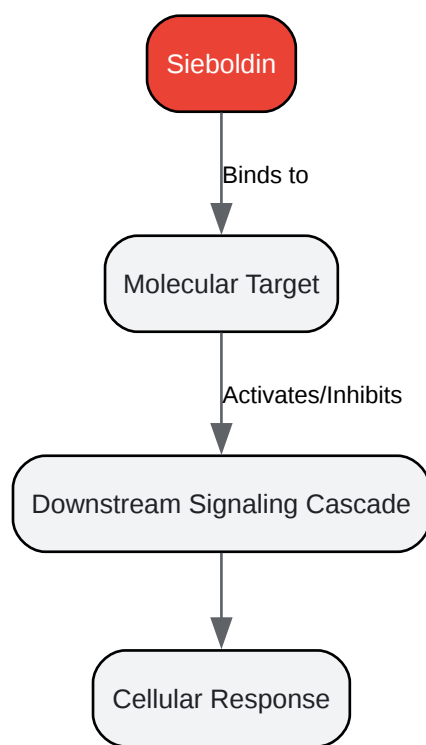 Sieboldin
Binds to
Molecular Target
Activates/Inhibits
Downstream Signaling Cascade
Cellular Response